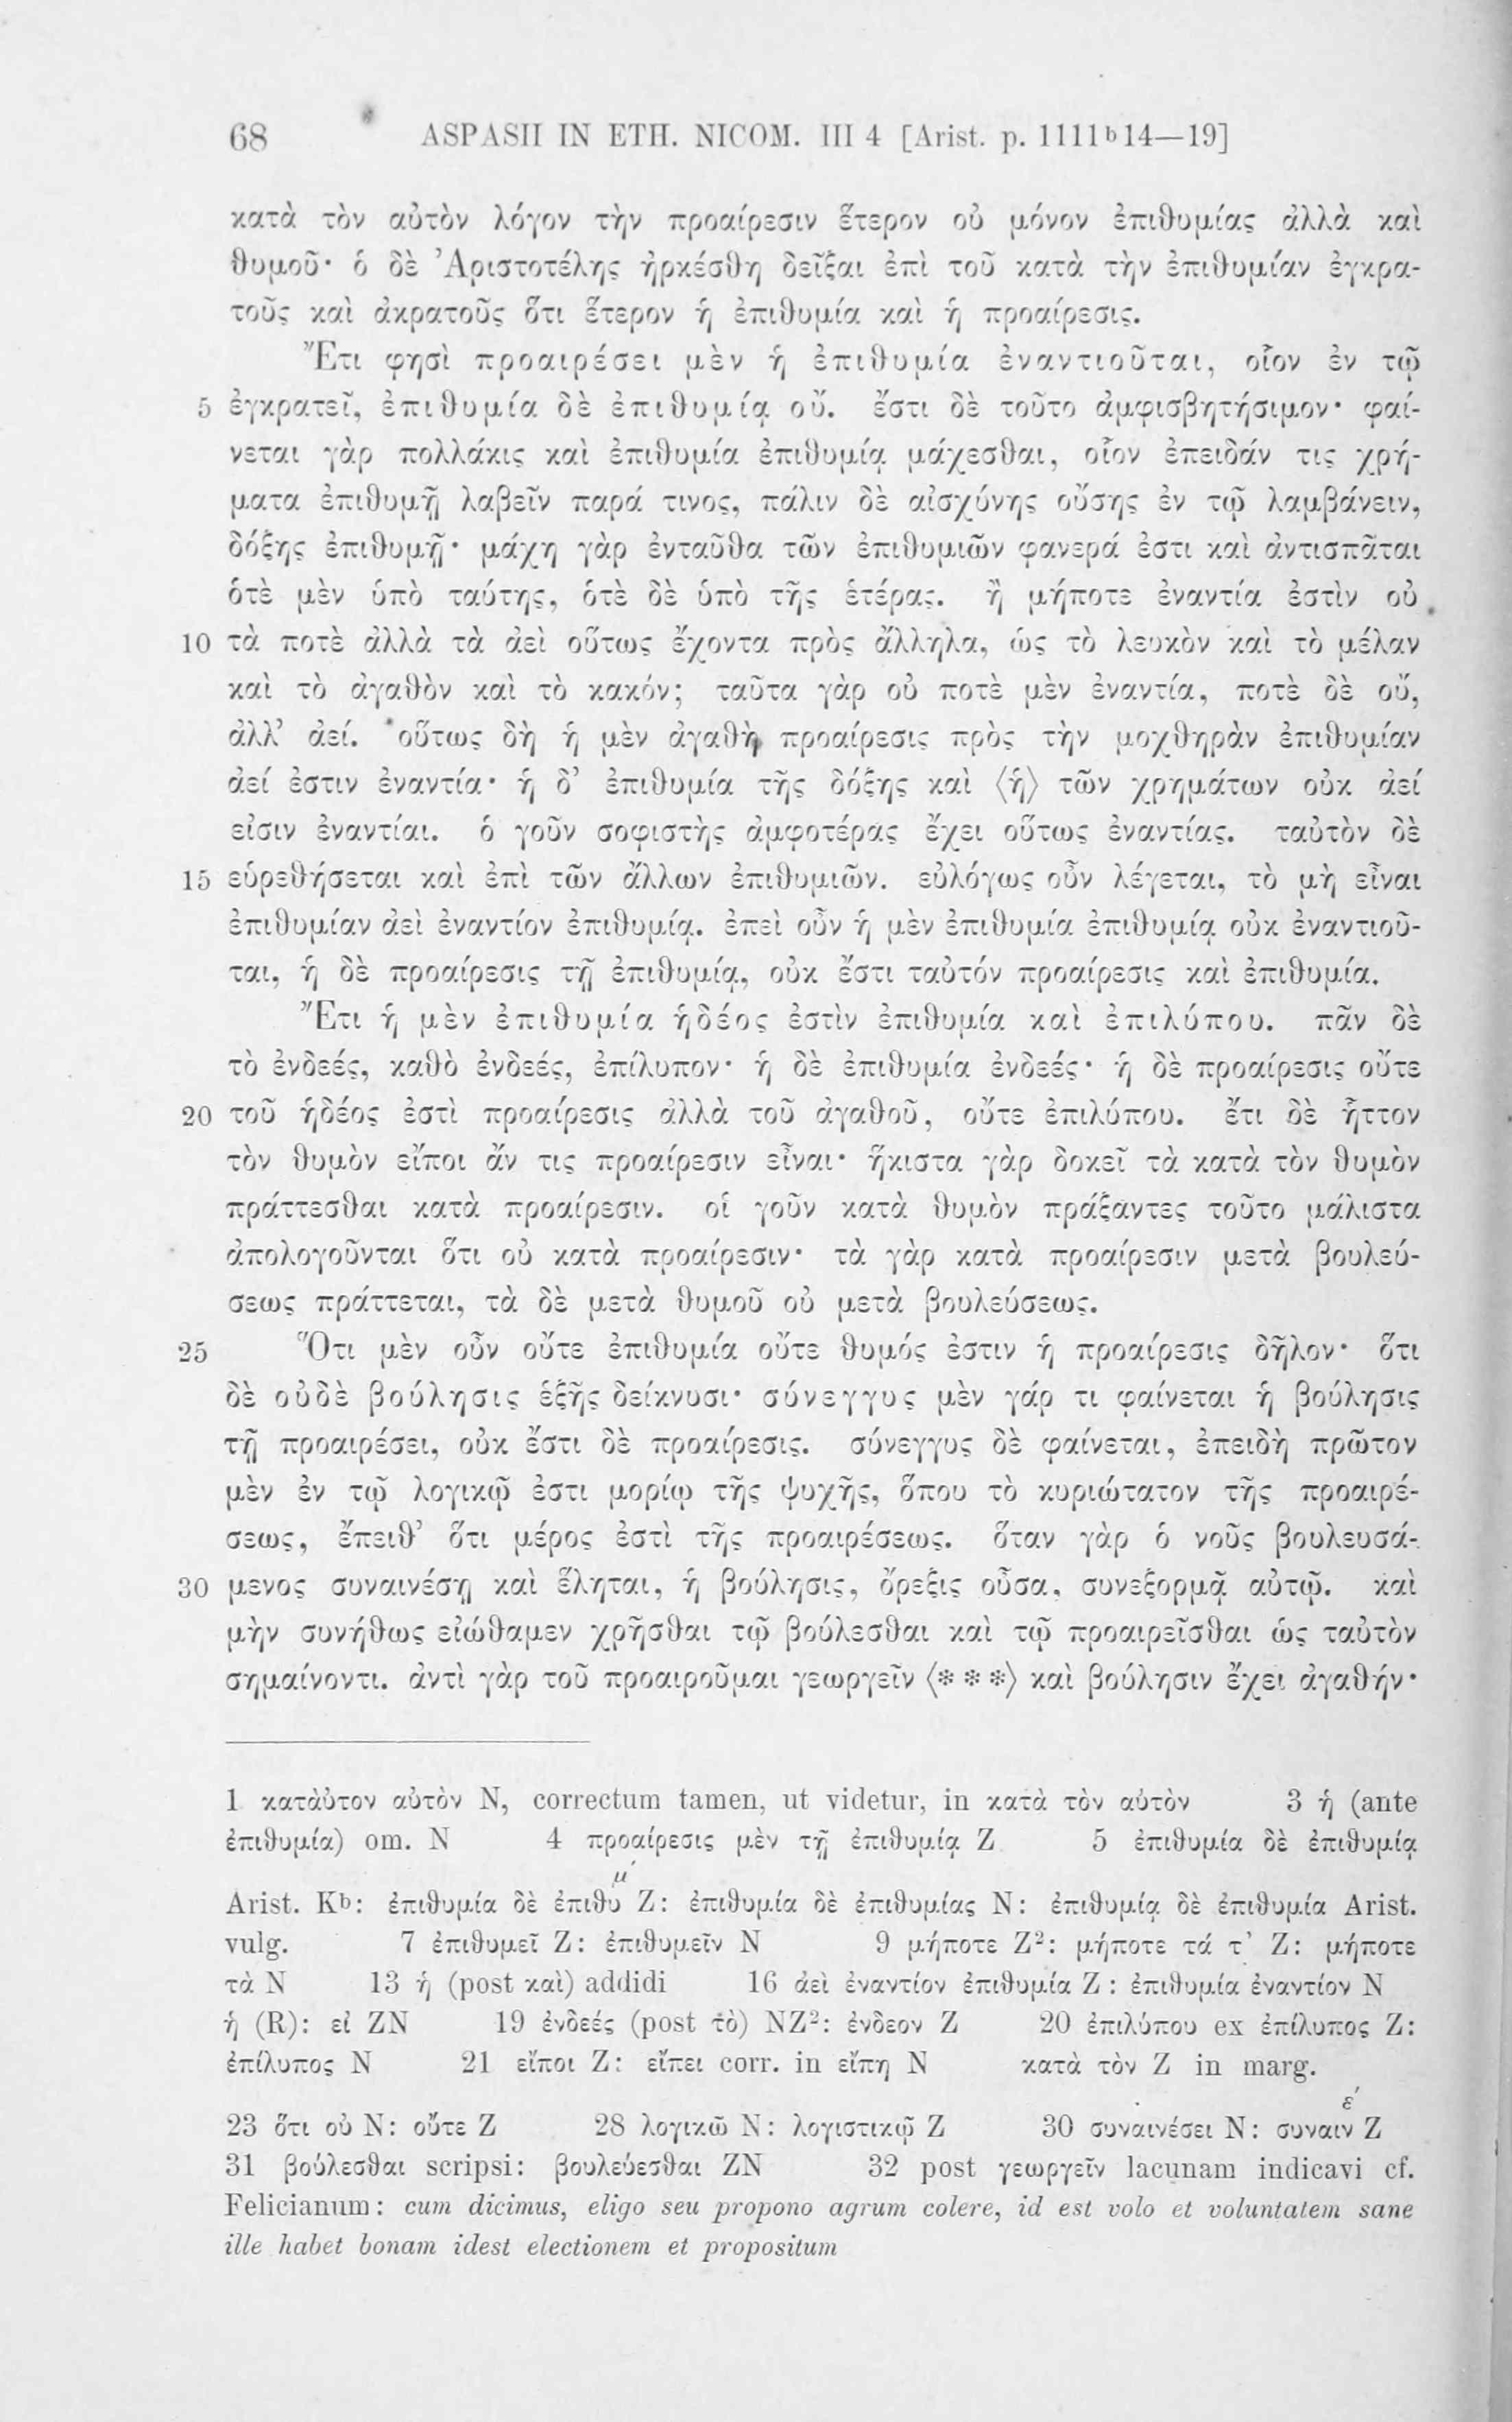 68 ASPASII IN ETH. NICOM. III 4 [Arist. p. 1111ᵇ14—19]
κατὰ τὸν αὐτὸν λόγον τὴν προαίρεσιν ἕτερον οὐ μόνον ἐπιθυμίας ἀλλὰ καὶ
θυμοῦ· ὁ δὲ Ἀριστοτέλης ἠρκέσθη δεῖξαι ἐπὶ τοῦ κατὰ τὴν ἐπιθυμίαν ἐγκρα-
τοῦς καὶ ἀκρατοῦς ὅτι ἕτερον ἡ ἐπιθυμία καὶ ἡ προαίρεσις.
Ἔτι φησὶ προαιρέσει μὲν ἡ ἐπιθυμία ἐναντιοῦται, οἷον ἐν τῷ
5 ἐγκρατεῖ, ἐπιθυμία δὲ ἐπιθυμίᾳ οὔ. ἔστι δὲ τοῦτο ἀμφισβητήσιμον· φαί-
νεται γὰρ πολλάκις καὶ ἐπιθυμία ἐπιθυμίᾳ μάχεσθαι, οἷον ἐπειδάν τις χρή-
ματα ἐπιθυμῇ λαβεῖν παρά τινος, πάλιν δὲ αἰσχύνης οὔσης ἐν τῷ λαμβάνειν,
δόξης ἐπιθυμῇ· μάχη γὰρ ἐνταῦθα τῶν ἐπιθυμιῶν φανερά ἐστι καὶ ἀντισπᾶται
ὁτὲ μὲν ὑπὸ ταύτης, ὁτὲ δὲ ὑπὸ τῆς ἑτέρας. ἢ μήποτε ἐναντία ἐστὶν οὐ
10 τὰ ποτὲ ἀλλὰ τὰ ἀεὶ οὕτως ἔχοντα πρὸς ἄλληλα, ὡς τὸ λευκὸν καὶ τὸ μέλαν
καὶ τὸ ἀγαθὸν καὶ τὸ κακόν; ταῦτα γὰρ οὐ ποτὲ μὲν ἐναντία, ποτὲ δὲ οὔ,
ἀλλ’ ἀεί. οὕτως δὴ ἡ μὲν ἀγαθὴ προαίρεσις πρὸς τὴν μοχθηρὰν ἐπιθυμίαν
ἀεί ἐστιν ἐναντία· ἡ δ’ ἐπιθυμία τῆς δόξης καὶ ⟨ἡ⟩ τῶν χρημάτων οὐκ ἀεί
εἰσιν ἐναντίαι. ὁ γοῦν σοφιστὴς ἀμφοτέρας ἔχει οὕτως ἐναντίας. ταὐτὸν δὲ
15 εὑρεθήσεται καὶ ἐπὶ τῶν ἄλλων ἐπιθυμιῶν. εὐλόγως οὖν λέγεται, τὸ μὴ εἶναι
ἐπιθυμίαν ἀεὶ ἐναντίον ἐπιθυμίᾳ. ἐπεὶ οὖν ἡ μὲν ἐπιθυμία ἐπιθυμίᾳ οὐκ ἐναντιοῦ-
ται, ἡ δὲ προαίρεσις τῇ ἐπιθυμίᾳ, οὐκ ἔστι ταὐτόν προαίρεσις καὶ ἐπιθυμία.
Ἔτι ἡ μὲν ἐπιθυμία ἡδέος ἐστὶν ἐπιθυμία καὶ ἐπιλύπου. πᾶν δὲ
τὸ ἐνδεές, καθὸ ἐνδεές, ἐπίλυπον· ἡ δὲ ἐπιθυμία ἐνδεές· ἡ δὲ προαίρεσις οὔτε
20 τοῦ ἡδέος ἐστὶ προαίρεσις ἀλλὰ τοῦ ἀγαθοῦ, οὔτε ἐπιλύπου. ἔτι δὲ ἧττον
τὸν θυμὸν εἴποι ἄν τις προαίρεσιν εἶναι· ἥκιστα γὰρ δοκεῖ τὰ κατὰ τὸν θυμὸν
πράττεσθαι κατὰ προαίρεσιν. οἱ γοῦν κατὰ θυμὸν πράξαντες τοῦτο μάλιστα
ἀπολογοῦνται ὅτι οὐ κατὰ προαίρεσιν· τὰ γὰρ κατὰ προαίρεσιν μετὰ βουλεύ-
σεως πράττεται, τὰ δὲ μετὰ θυμοῦ οὐ μετὰ βουλεύσεως.
25 Ὅτι μὲν οὖν οὔτε ἐπιθυμία οὔτε θυμός ἐστιν ἡ προαίρεσις δῆλον· ὅτι
δὲ οὐδὲ βούλησις ἑξῆς δείκνυσι· σύνεγγυς μὲν γάρ τι φαίνεται ἡ βούλησις
τῇ προαιρέσει, οὐκ ἔστι δὲ προαίρεσις. σύνεγγυς δὲ φαίνεται, ἐπειδὴ πρῶτον
μὲν ἐν τῷ λογικῷ ἐστι μορίῳ τῆς ψυχῆς, ὅπου τὸ κυριώτατον τῆς προαιρέ-
σεως, ἔπειθ’ ὅτι μέρος ἐστὶ τῆς προαιρέσεως. ὅταν γὰρ ὁ νοῦς βουλευσά-
30 μενος συναινέσῃ καὶ ἕληται, ἡ βούλησις, ὄρεξις οὖσα, συνεξορμᾷ αὐτῷ. καὶ
μὴν συνήθως εἰώθαμεν χρῆσθαι τῷ βούλεσθαι καὶ τῷ προαιρεῖσθαι ὡς ταὐτὸν
σημαίνοντι. ἀντὶ γὰρ τοῦ προαιροῦμαι γεωργεῖν ⟨* * *⟩ καὶ βούλησιν ἔχει ἀγαθήν·
1 κατὰὐτον αὐτὸν N, correctum tamen, ut videtur, in κατὰ τὸν αὐτὸν 3 ἡ (ante
ἐπιθυμία) om. N 4 προαίρεσις μὲν τῇ ἐπιθυμίᾳ Z 5 ἐπιθυμία δὲ ἐπιθυμίᾳ
Arist. Kᵇ: ἐπιθυμία δὲ ἐπιθυ^μ Z: ἐπιθυμία δὲ ἐπιθυμίας N: ἐπιθυμίᾳ δὲ ἐπιθυμία Arist.
vulg. 7 ἐπιθυμεῖ Z: ἐπιθυμεῖν N 9 μήποτε Z²: μήποτε τά τ’ Z: μήποτε
τὰ N 13 ἡ (post καὶ) addidi 16 ἀεὶ ἐναντίον ἐπιθυμία Z: ἐπιθυμία ἐναντίον N
ἡ (R): εἰ ZN 19 ἐνδεές (post τὸ) NZ²: ἐνδεον Z 20 ἐπιλύπου ex ἐπίλυπος Z:
ἐπίλυπος N 21 εἴποι Z: εἴπει corr. in εἴπη N κατὰ τὸν Z in marg.
23 ὅτι οὐ N: οὔτε Z 28 λογικῶ N: λογιστικῷ Z 30 συναινέσει N: συναιν^έ Z
31 βούλεσθαι scripsi: βουλεύεσθαι ZN 32 post γεωργεῖν lacunam indicavi cf.
Felicianum: cum dicimus, eligo seu propono agrum colere, id est volo et voluntatem sane
ille habet bonam idest electionem et propositum